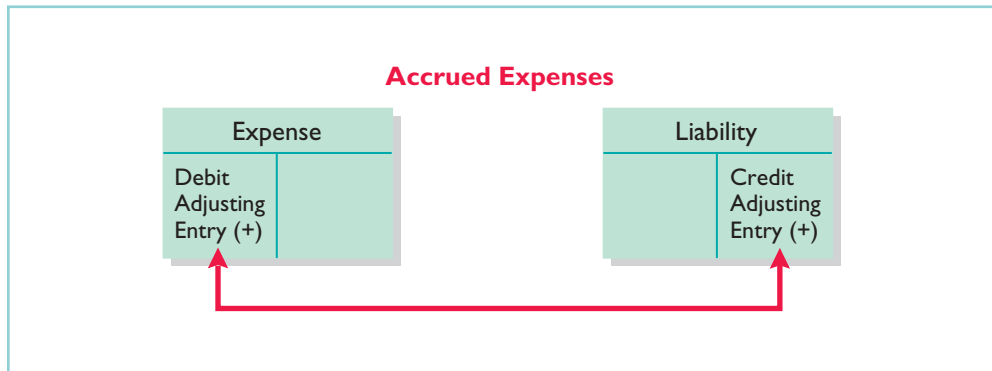 Accrued Expenses
Expense
Debit
Adjusting
Entry (+)
Liability
Credit
Adjusting
Entry (+)